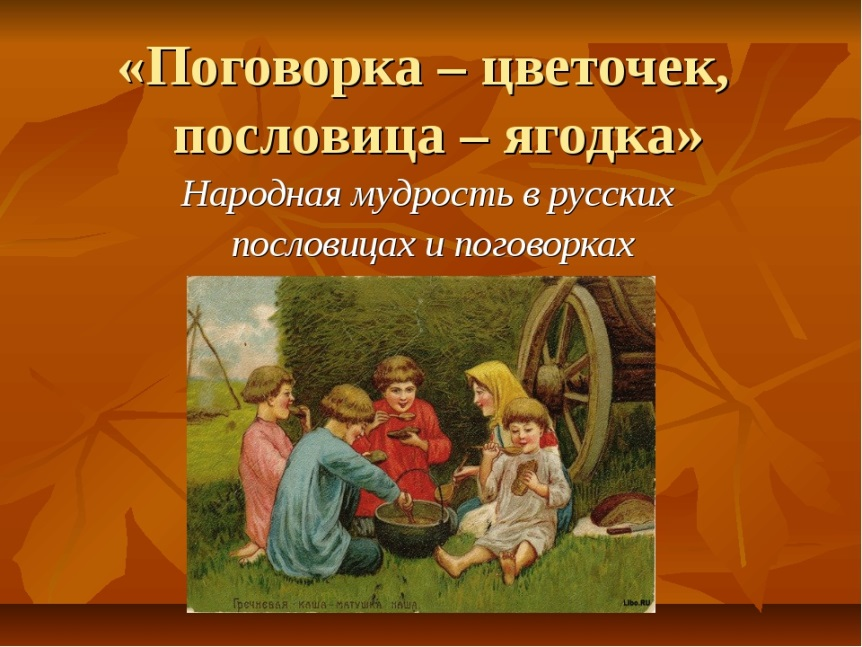 «Поговорка – цветочек,
пословица – ягодка»
Народная мудрость в русских
пословицах и поговорках
Гречневая - каша - матушка наша.
Libo.RU